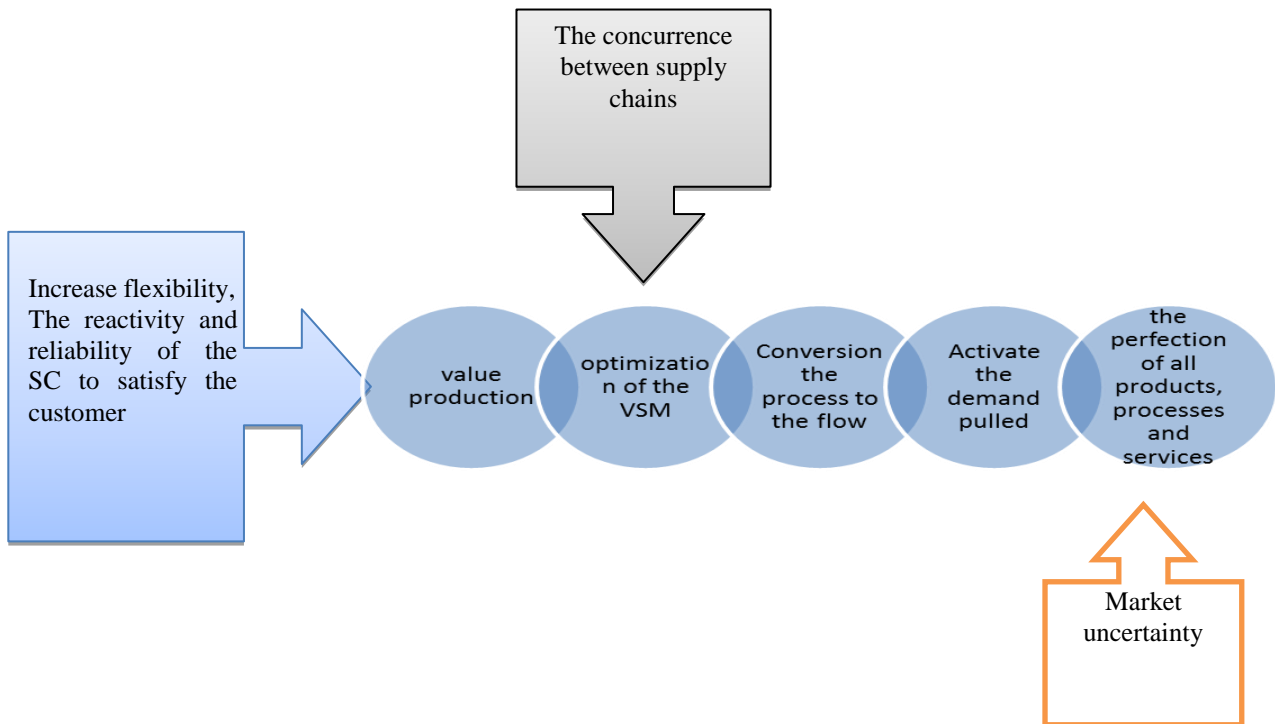 The concurrence
between supply
chains
Increase flexibility,
The reactivity and
reliability of the
SC to satisfy the
customer
value
production
optimizatio
n of the
VSM
Conversion
the
process to
the flow
Activate
the
demand
pulled
the
perfection
of all
products,
processes
and
services
Market
uncertainty